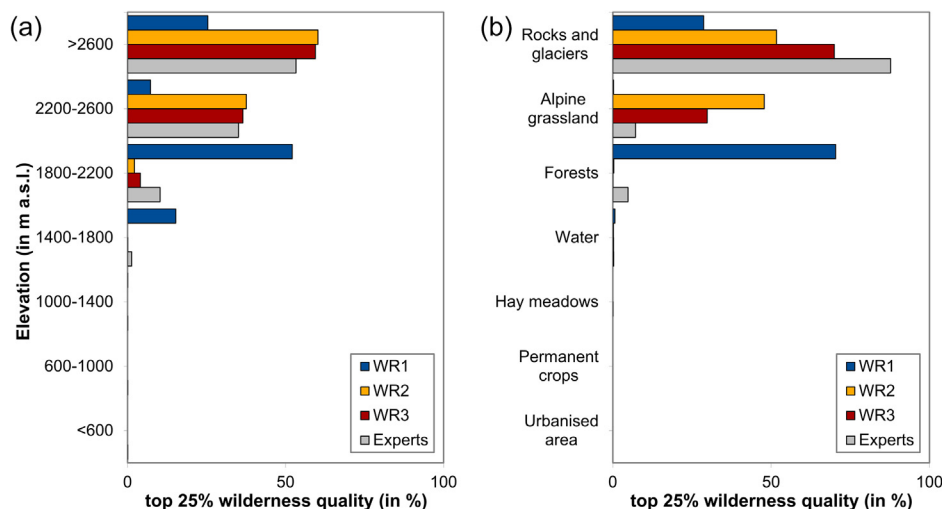 (a)
Elevation (in m a.s.l.)
>2600
2200-2600
1800-2200
1400-1800
1000-1400
600-1000
<600
WR1
WR2
WR3
Experts
0
50
100
top 25% wilderness quality (in %)
(b)
Rocks and
glaciers
Alpine
grassland
Forests
Water
Hay meadows
Permanent
crops
Urbanised
area
WR1
WR2
WR3
Experts
0
50
100
top 25% wilderness quality (in %)